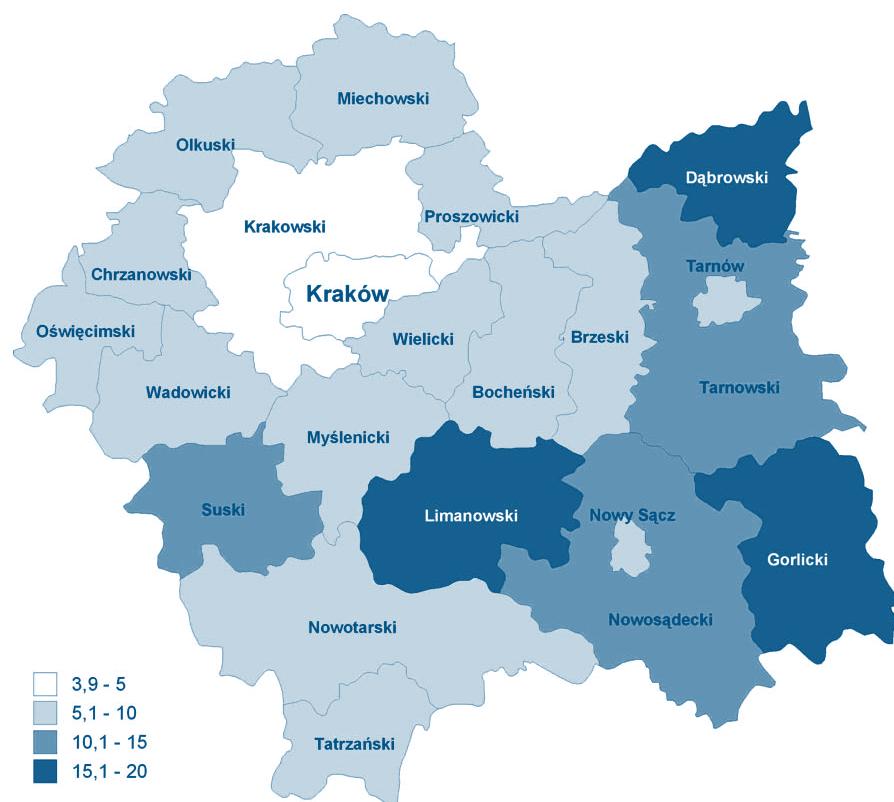 Miechowski
Olkuski
Dąbrowski
Proszowicki
Krakowski
Tarnów
Chrzanowski
Kraków
Oświęcimski
Wielicki
Brzeski
Wadowicki
Bocheński
Tarnowski
Myślenicki
Suski
Limanowski
Nowy Sącz
Gorlicki
Nowotarski
Nowosądecki
Tatrzański
3,9 - 5
5,1 - 10
10,1 - 15
15,1 - 20